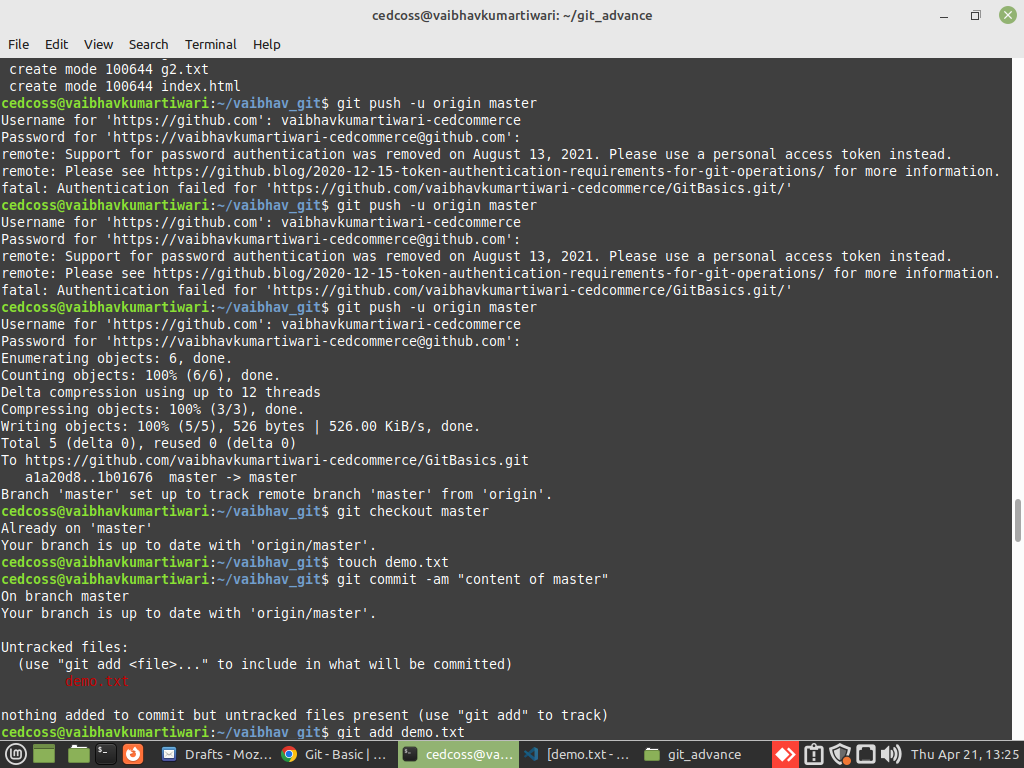 cedcoss@vaibhavkumartiwari: ~/git_advance
File Edit View Search Terminal Help
create mode 100644 g2.txt
create mode 100644 index.html
cedcoss@vaibhavkumartiwari:~/vaibhav_git$ git push -u origin master
Username for 'https://github.com': vaibhavkumartiwari-cedcommerce
Password for 'https://vaibhavkumartiwari-cedcommerce@github.com':
remote: Support for password authentication was removed on August 13, 2021. Please use a personal access token instead.
remote: Please see https://github.blog/2020-12-15-token-authentication-requirements-for-git-operations/ for more information.
fatal: Authentication failed for 'https://github.com/vaibhavkumartiwari-cedcommerce/GitBasics.git/'
cedcoss@vaibhavkumartiwari:~/vaibhav_git$ git push -u origin master
Username for 'https://github.com': vaibhavkumartiwari-cedcommerce
Password for 'https://vaibhavkumartiwari-cedcommerce@github.com':
remote: Support for password authentication was removed on August 13, 2021. Please use a personal access token instead.
remote: Please see https://github.blog/2020-12-15-token-authentication-requirements-for-git-operations/ for more information.
fatal: Authentication failed for 'https://github.com/vaibhavkumartiwari-cedcommerce/GitBasics.git/'
cedcoss@vaibhavkumartiwari:~/vaibhav_git$ git push -u origin master
Username for 'https://github.com': vaibhavkumartiwari-cedcommerce
Password for 'https://vaibhavkumartiwari-cedcommerce@github.com':
Enumerating objects: 6, done.
Counting objects: 100% (6/6), done.
Delta compression using up to 12 threads
Compressing objects: 100% (3/3), done.
Writing objects: 100% (5/5), 526 bytes | 526.00 KiB/s, done.
Total 5 (delta 0), reused 0 (delta 0)
To https://github.com/vaibhavkumartiwari-cedcommerce/GitBasics.git
a1a20d8..1b01676  master -> master
Branch 'master' set up to track remote branch 'master' from 'origin'.
cedcoss@vaibhavkumartiwari:~/vaibhav_git$ git checkout master
Already on 'master'
Your branch is up to date with 'origin/master'.
cedcoss@vaibhavkumartiwari:~/vaibhav_git$ touch demo.txt
cedcoss@vaibhavkumartiwari:~/vaibhav_git$ git commit -am "content of master"
On branch master
Your branch is up to date with 'origin/master'.
Untracked files:
(use "git add <file>..." to include in what will be committed)
demo.txt
nothing added to commit but untracked files present (use "git add" to track)
cedcoss@vaibhavkumartiwari:~/vaibhav_git$ git add demo.txt
Drafts - Moz... Git - Basic | ... cedcoss@va... [demo.txt - ... git_advance Thu Apr 21, 13:25